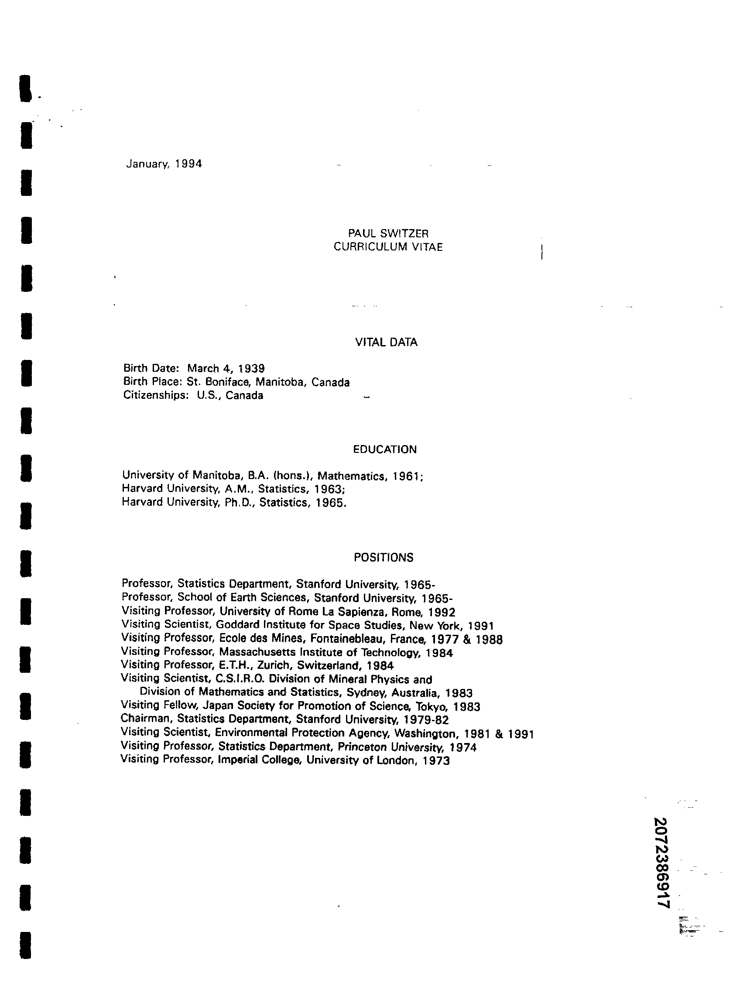 January, 1994
PAUL SWITZER
CURRICULUM VITAE
VITAL DATA
Birth Date: March 4, 1939
Birth Place: St. Boniface, Manitoba, Canada
Citizenships: U.S., Canada
EDUCATION
University of Manitoba, B.A. (hons.), Mathematics, 1961;
Harvard University, A.M., Statistics, 1963;
Harvard University, Ph.D., Statistics, 1965.
POSITIONS
Professor, Statistics Department, Stanford University, 1965-
Professor, School of Earth Sciences, Stanford University, 1965-
Visiting Professor, University of Rome La Sapienza, Rome, 1992
Visiting Scientist, Goddard Institute for Space Studies, New York, 1991
Visiting Professor, Ecole des Mines, Fontainebleau, France, 1977 & 1988
Visiting Professor, Massachusetts Institute of Technology, 1984
Visiting Professor, E.T.H., Zurich, Switzerland, 1984
Visiting Scientist, C.S.I.R.O. Division of Mineral Physics and
Division of Mathematics and Statistics, Sydney, Australia, 1983
Visiting Fellow, Japan Society for Promotion of Science, Tokyo, 1983
Chairman, Statistics Department, Stanford University, 1979-82
Visiting Scientist, Environmental Protection Agency, Washington, 1981 & 1991
Visiting Professor, Statistics Department, Princeton University, 1974
Visiting Professor, Imperial College, University of London, 1973
2072386917